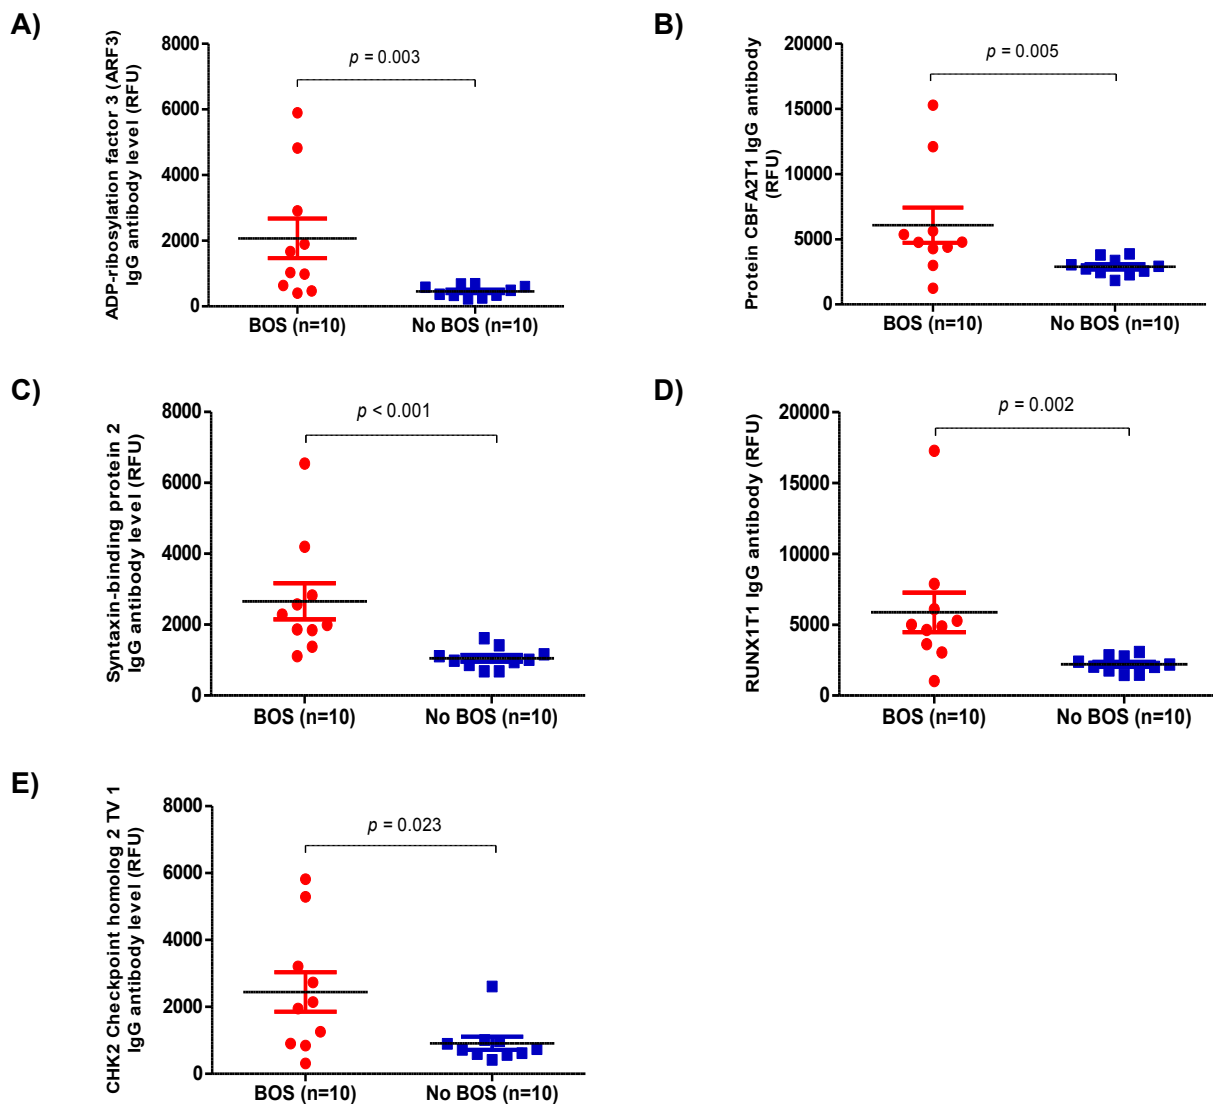 A)
ADP-ribosylation factor 3 (ARF3)
IgG antibody level (RFU)
8000
6000
4000
2000
0
p = 0.003
BOS (n=10)
No BOS (n=10)
B)
Protein CBFA2T1 IgG antibody
(RFU)
20000
15000
10000
5000
0
p = 0.005
BOS (n=10)
No BOS (n=10)
C)
Syntaxin-binding protein 2
IgG antibody level (RFU)
8000
6000
4000
2000
0
p < 0.001
BOS (n=10)
No BOS (n=10)
D)
RUNX1T1 IgG antibody (RFU)
20000
15000
10000
5000
0
p = 0.002
BOS (n=10)
No BOS (n=10)
E)
CHK2 Checkpoint homolog 2 TV 1
IgG antibody level (RFU)
8000
6000
4000
2000
0
p = 0.023
BOS (n=10)
No BOS (n=10)